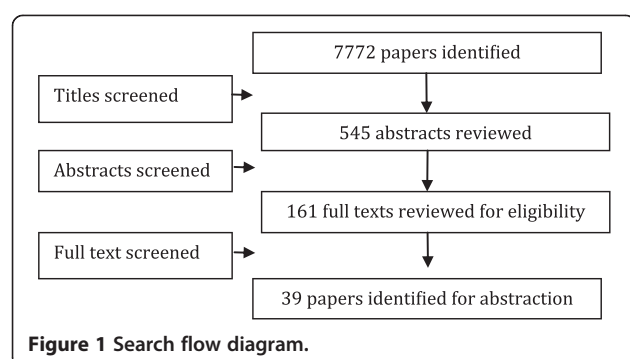 7772 papers identified
Titles screened
545 abstracts reviewed
Abstracts screened
161 full texts reviewed for eligibility
Full text screened
39 papers identified for abstraction
Figure 1 Search flow diagram.